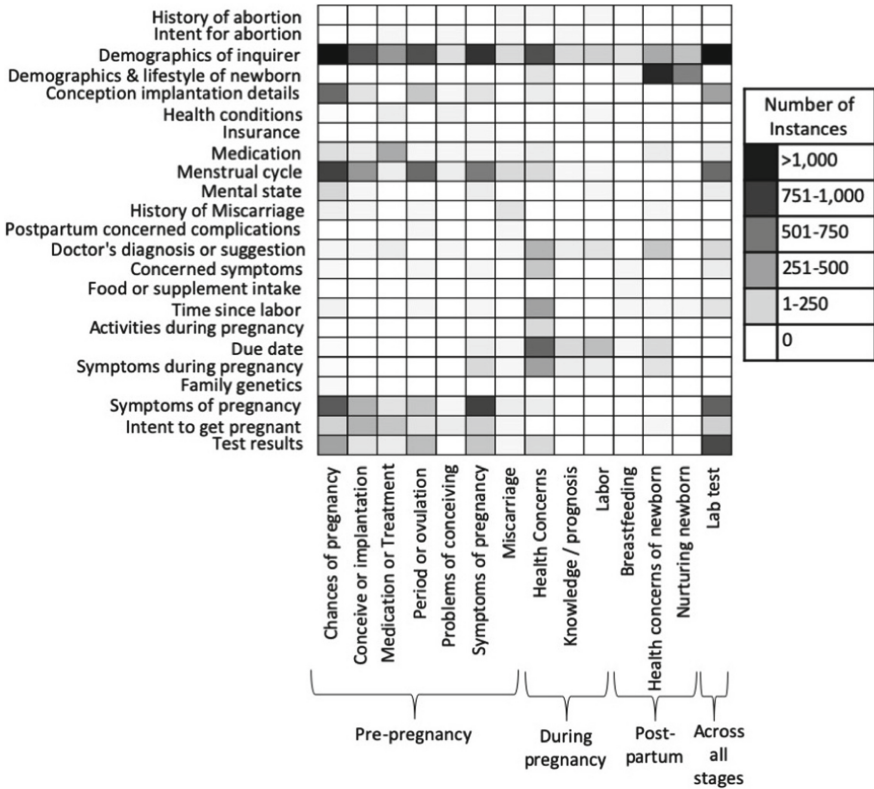 History of abortion
Intent for abortion
Demographics of inquirer
Demographics & lifestyle of newborn
Conception implantation details
Health conditions
Insurance
Medication
Menstrual cycle
Mental state
History of Miscarriage
Postpartum concerned complications
Doctor's diagnosis or suggestion
Concerned symptoms
Food or supplement intake
Time since labor
Activities during pregnancy
Due date
Symptoms during pregnancy
Family genetics
Symptoms of pregnancy
Intent to get pregnant
Test results
Number of
Instances
>1,000
751-1,000
501-750
251-500
1-250
0
Chances of pregnancy
Conceive or implantation
Medication or Treatment
Period or ovulation
Problems of conceiving
Symptoms of pregnancy
Miscarriage
Health Concerns
Knowledge / prognosis
Labor
Breastfeeding
Health concerns of newborn
Nurturing newborn
Lab test
Pre-pregnancy
During
pregnancy
Post-
partum
Across
all
stages